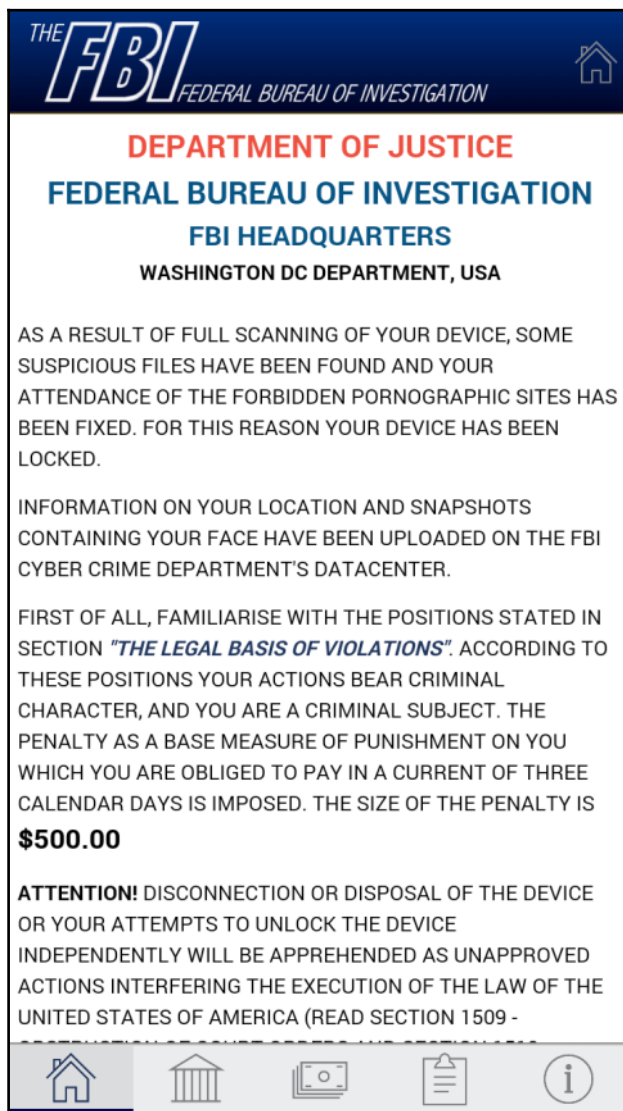 THE
FBI
FEDERAL BUREAU OF INVESTIGATION
DEPARTMENT OF JUSTICE
FEDERAL BUREAU OF INVESTIGATION
FBI HEADQUARTERS
WASHINGTON DC DEPARTMENT, USA
AS A RESULT OF FULL SCANNING OF YOUR DEVICE, SOME
SUSPICIOUS FILES HAVE BEEN FOUND AND YOUR
ATTENDANCE OF THE FORBIDDEN PORNOGRAPHIC SITES HAS
BEEN FIXED. FOR THIS REASON YOUR DEVICE HAS BEEN
LOCKED.
INFORMATION ON YOUR LOCATION AND SNAPSHOTS
CONTAINING YOUR FACE HAVE BEEN UPLOADED ON THE FBI
CYBER CRIME DEPARTMENT'S DATACENTER.
FIRST OF ALL, FAMILIARISE WITH THE POSITIONS STATED IN
SECTION "THE LEGAL BASIS OF VIOLATIONS". ACCORDING TO
THESE POSITIONS YOUR ACTIONS BEAR CRIMINAL
CHARACTER, AND YOU ARE A CRIMINAL SUBJECT. THE
PENALTY AS A BASE MEASURE OF PUNISHMENT ON YOU
WHICH YOU ARE OBLIGED TO PAY IN A CURRENT OF THREE
CALENDAR DAYS IS IMPOSED. THE SIZE OF THE PENALTY IS
$500.00
ATTENTION! DISCONNECTION OR DISPOSAL OF THE DEVICE
OR YOUR ATTEMPTS TO UNLOCK THE DEVICE
INDEPENDENTLY WILL BE APPREHENDED AS UNAPPROVED
ACTIONS INTERFERING THE EXECUTION OF THE LAW OF THE
UNITED STATES OF AMERICA (READ SECTION 1509 -
OBSTRUCTION OF COURT ORDERS AND SECTION 1510